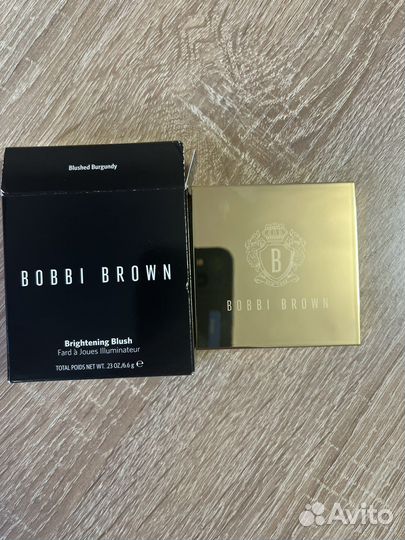 Blushed Burgundy
BOBBI BROWN
Brightening Blush
Fard à Joues Illuminateur
TOTAL POIDS NET WT. .23 OZ./6.6 g ℮
B
BOBBI BROWN
Avito